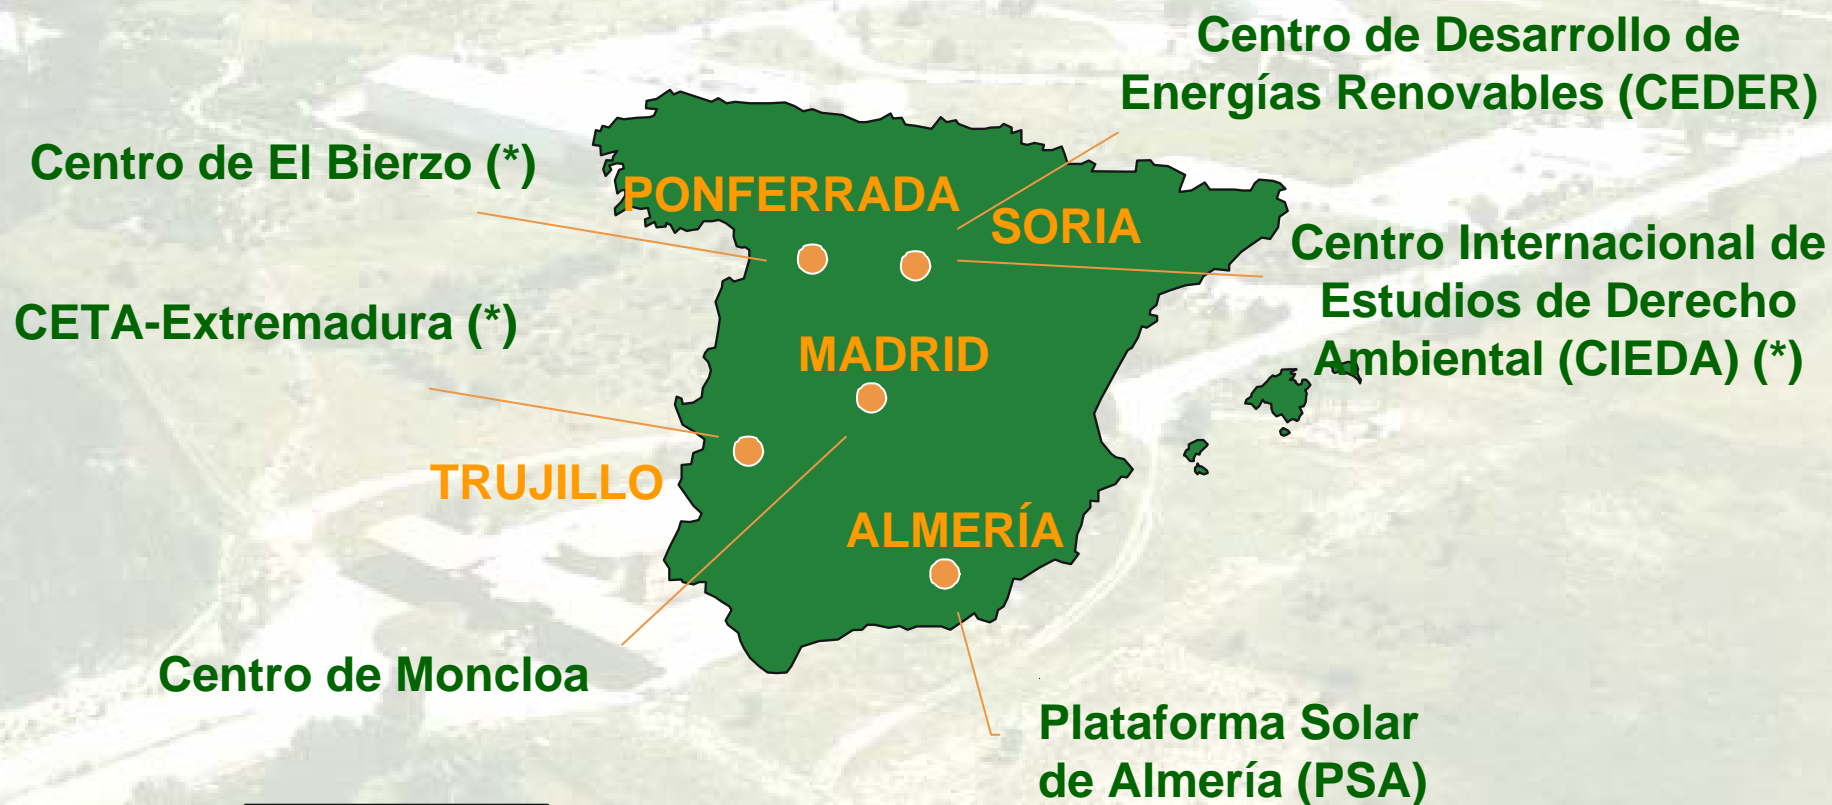 Centro de Desarrollo de
Energías Renovables (CEDER)
Centro de El Bierzo (*)
PONFERRADA
SORIA
Centro Internacional de
Estudios de Derecho
Ambiental (CIEDA) (*)
CETA-Extremadura (*)
MADRID
TRUJILLO
ALMERÍA
Centro de Moncloa
Plataforma Solar
de Almería (PSA)